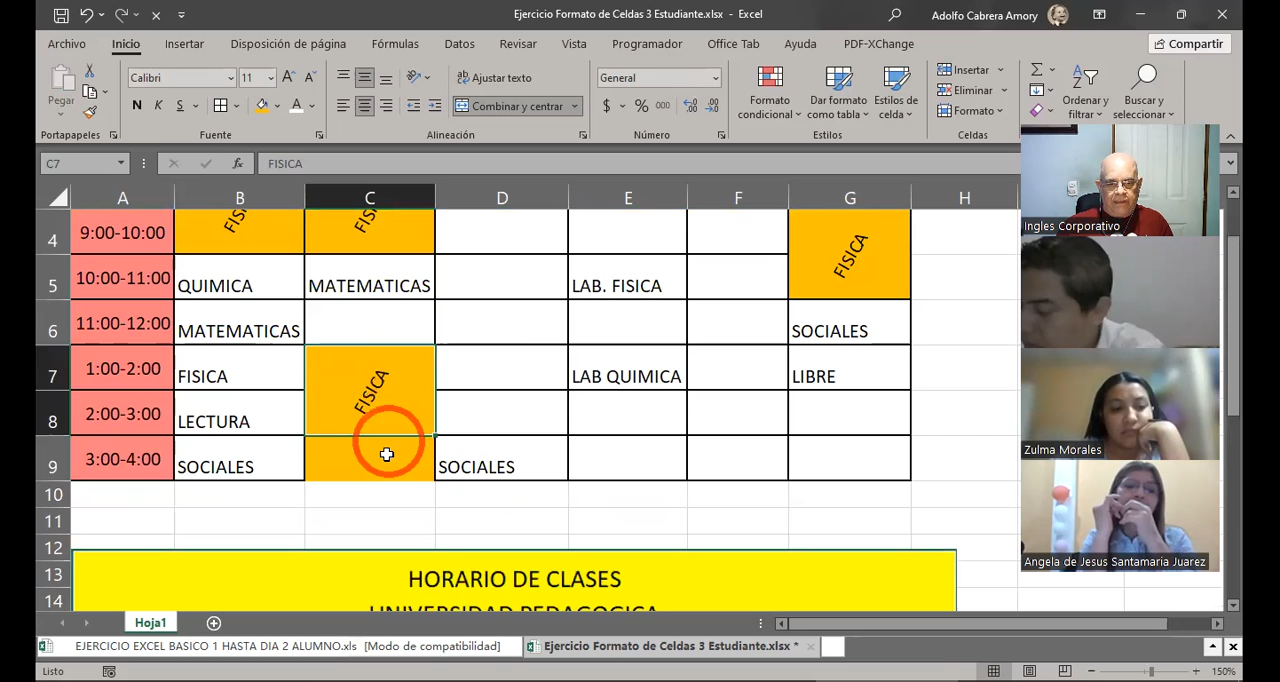 Ejercicio Formato de Celdas 3 Estudiante.xlsx - Excel
Adolfo Cabrera Amory
Archivo Inicio Insertar Disposición de página Fórmulas Datos Revisar Vista Programador Office Tab Ayuda PDF-XChange
Compartir
Pegar
Calibri 11
N K S
A A
A
Ajustar texto
Combinar y centrar
General
$ % 000
Formato condicional
Dar formato como tabla
Estilos de celda
Insertar
Eliminar
Formato
Ordenar y filtrar
Buscar y seleccionar
Portapapeles Fuente Alineación Número Estilos Celdas
C7 fx FISICA
A B C D E F G H
4 9:00-10:00 FISI FISI
FISICA
5 10:00-11:00 QUIMICA MATEMATICAS LAB. FISICA
6 11:00-12:00 MATEMATICAS SOCIALES
7 1:00-2:00 FISICA FISICA LAB QUIMICA LIBRE
8 2:00-3:00 LECTURA
9 3:00-4:00 SOCIALES SOCIALES
10
11
12
13 HORARIO DE CLASES
14 UNIVERSIDAD PEDAGOGICA
Ingles Corporativo
Zulma Morales
Angela de Jesus Santamaria Juarez
Hoja1
EJERCICIO EXCEL BASICO 1 HASTA DIA 2 ALUMNO.xls [Modo de compatibilidad]
Ejercicio Formato de Celdas 3 Estudiante.xlsx *
Listo
150%